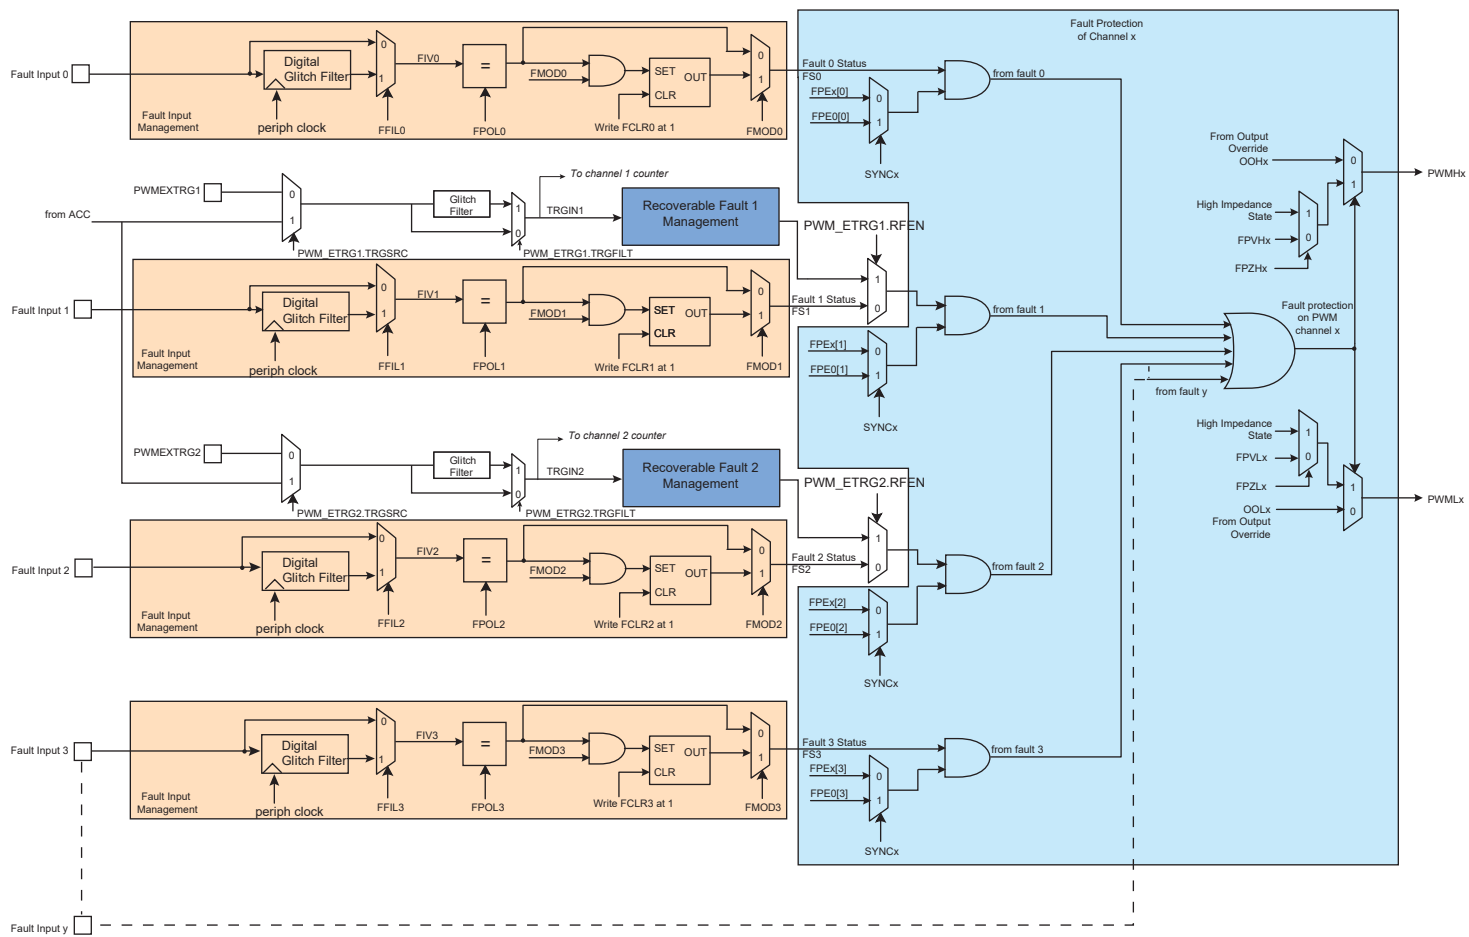 Fault Protection
of Channel x
Fault Input 0
Digital
Glitch Filter
0
1
FIV0
=
FMOD0
SET
OUT
CLR
0
1
Fault 0 Status
FS0
from fault 0
FPEx[0]
0
FPE0[0]
1
SYNCx
Fault Input
Management
periph clock
FFIL0
FPOL0
Write FCLR0 at 1
FMOD0
From Output
Override
OOHx
0
1
PWMHx
High Impedance
State
1
FPVHx
0
FPZHx
PWMEXTRG1
0
from ACC
1
PWM_ETRG1.TRGSRC
Glitch
Filter
1
0
To channel 1 counter
TRGIN1
PWM_ETRG1.TRGFILT
Recoverable Fault 1
Management
PWM_ETRG1.RFEN
1
0
Fault Input 1
Digital
Glitch Filter
0
1
FIV1
=
FMOD1
SET
OUT
CLR
0
1
Fault 1 Status
FS1
from fault 1
FPEx[1]
0
FPE0[1]
1
SYNCx
Fault Input
Management
periph clock
FFIL1
FPOL1
Write FCLR1 at 1
FMOD1
Fault protection
on PWM
channel x
from fault y
PWMEXTRG2
0
1
PWM_ETRG2.TRGSRC
Glitch
Filter
1
0
To channel 2 counter
TRGIN2
PWM_ETRG2.TRGFILT
Recoverable Fault 2
Management
PWM_ETRG2.RFEN
1
0
High Impedance
State
1
FPVLx
0
FPZLx
1
PWMLx
OOLx
0
From Output
Override
Fault Input 2
Digital
Glitch Filter
0
1
FIV2
=
FMOD2
SET
OUT
CLR
0
1
Fault 2 Status
FS2
from fault 2
FPEx[2]
0
FPE0[2]
1
SYNCx
Fault Input
Management
periph clock
FFIL2
FPOL2
Write FCLR2 at 1
FMOD2
Fault Input 3
Digital
Glitch Filter
0
1
FIV3
=
FMOD3
SET
OUT
CLR
0
1
Fault 3 Status
FS3
from fault 3
FPEx[3]
0
FPE0[3]
1
SYNCx
Fault Input
Management
periph clock
FFIL3
FPOL3
Write FCLR3 at 1
FMOD3
Fault Input y